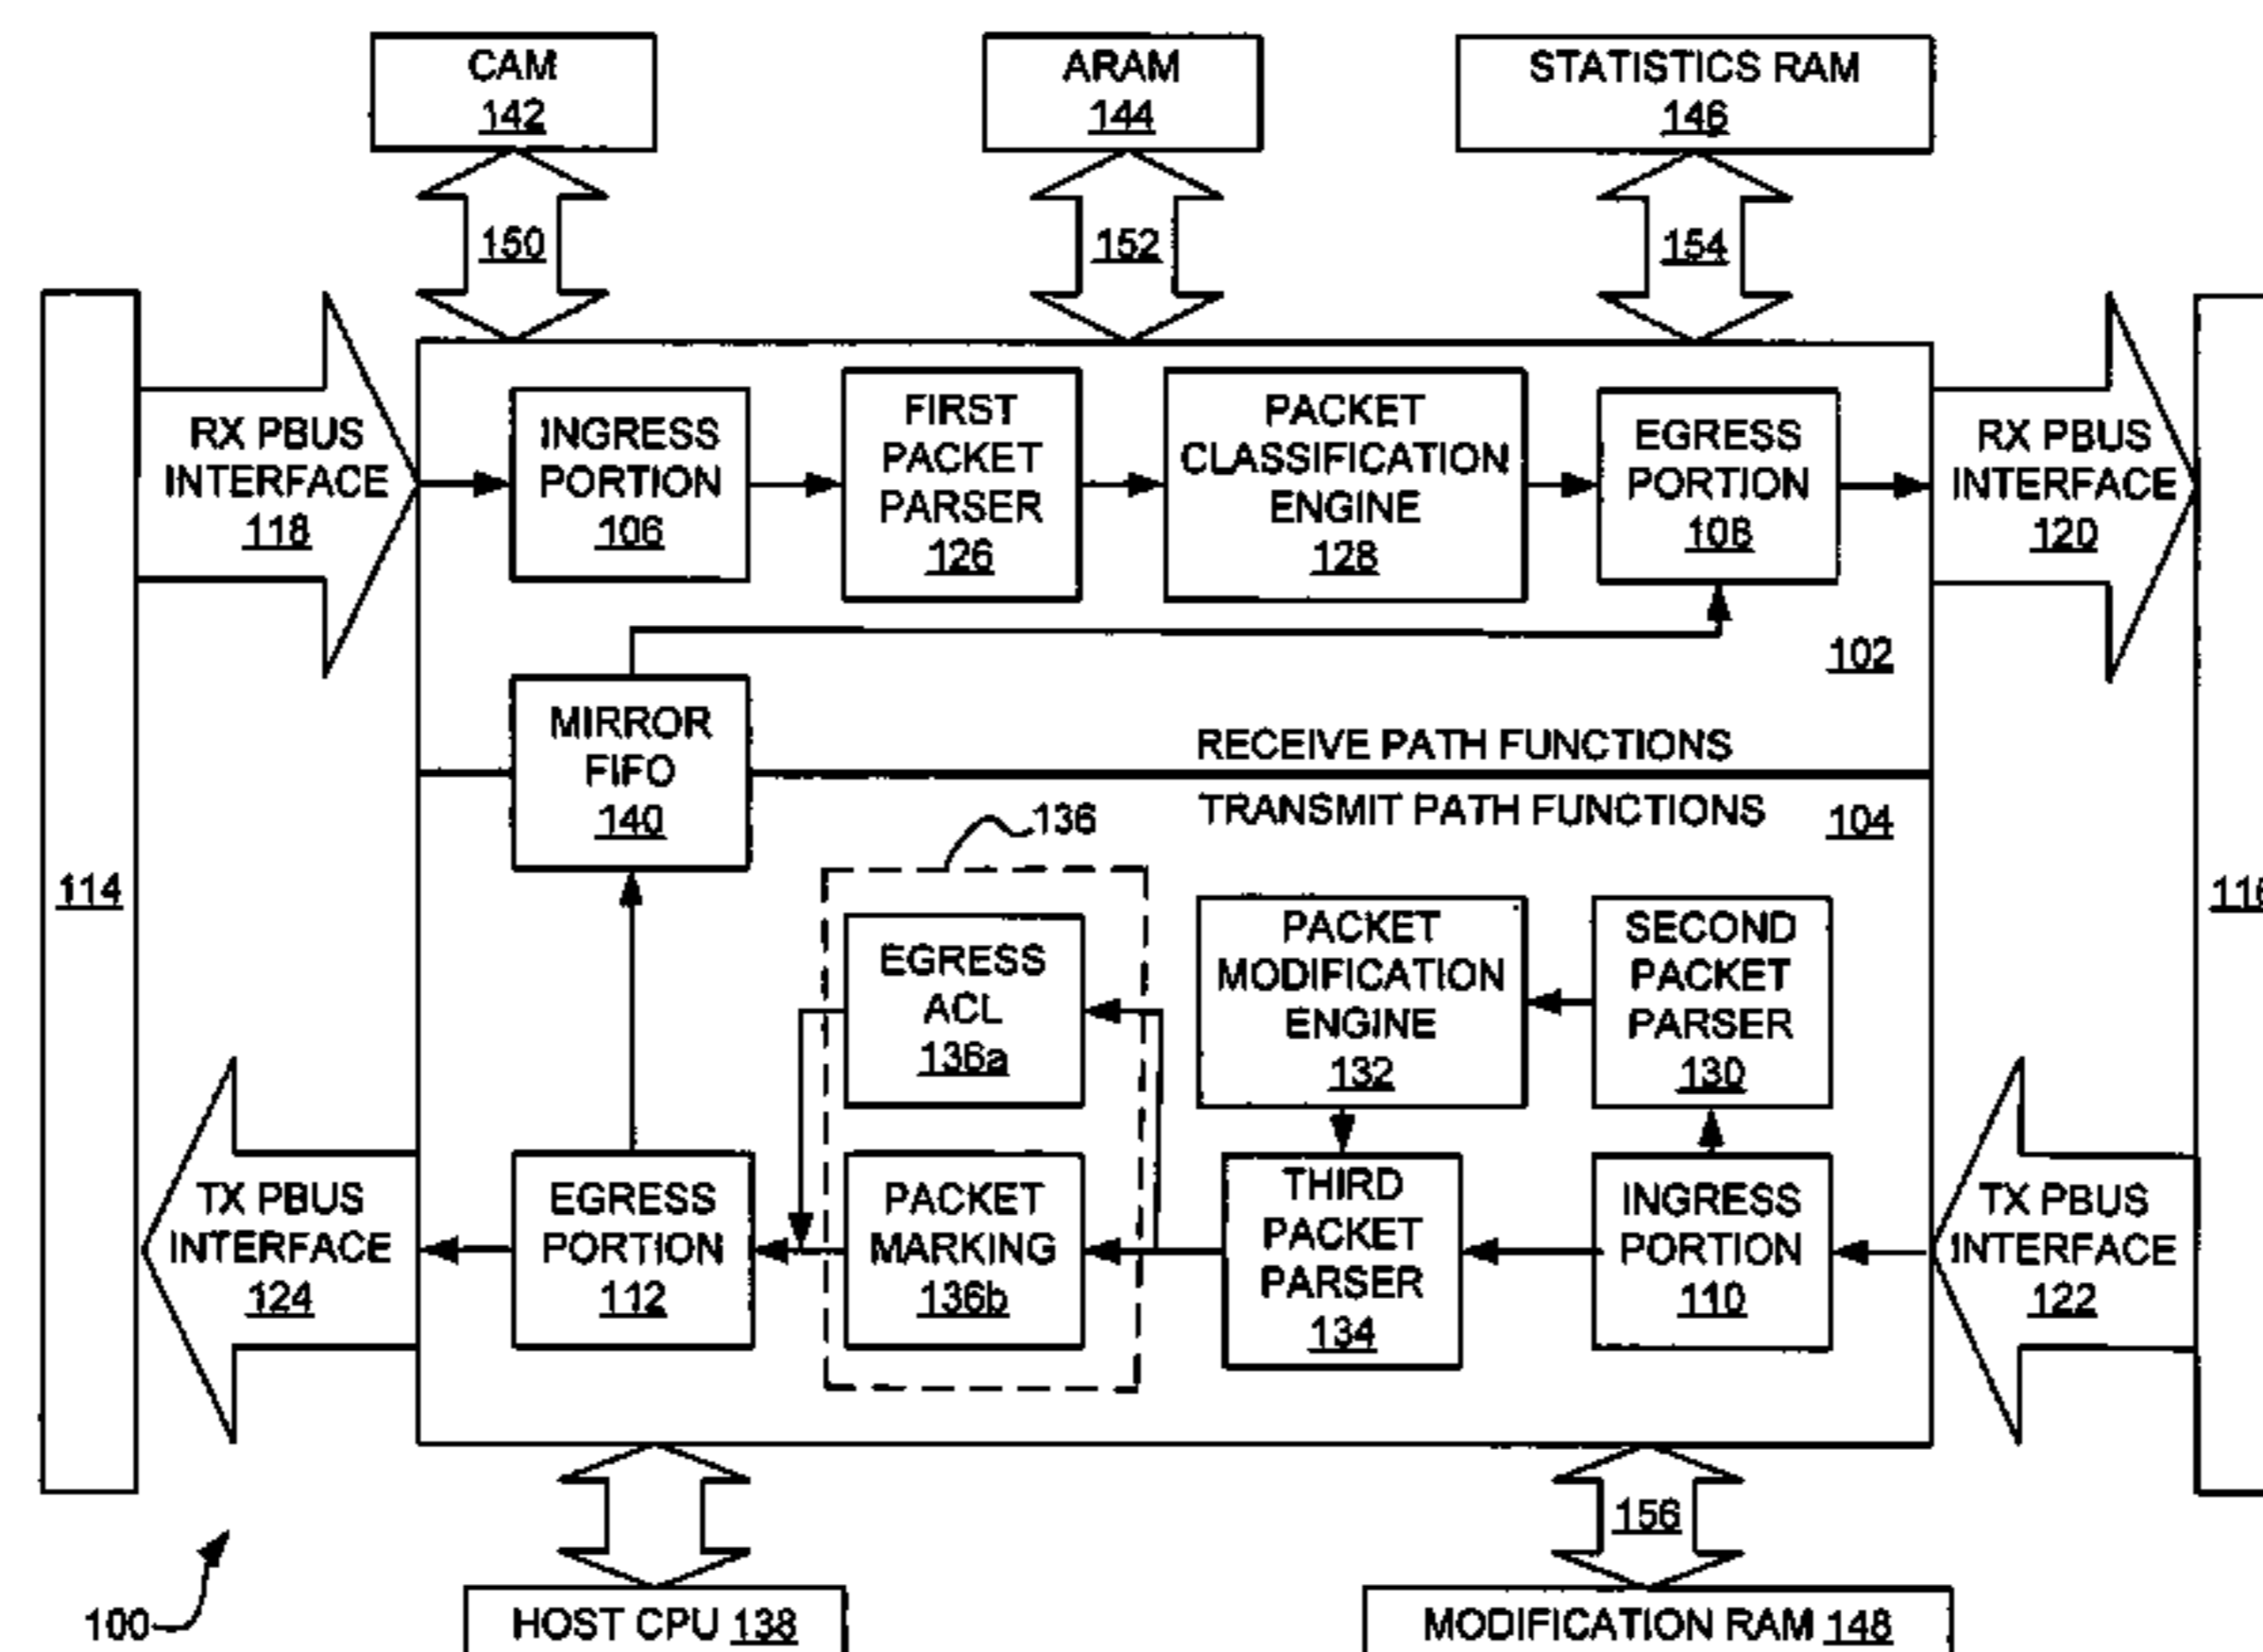 CAM
142
ARAM
144
STATISTICS RAM
146
150
152
154
RX PBUS
INTERFACE
118
INGRESS
PORTION
106
FIRST
PACKET
PARSER
126
PACKET
CLASSIFICATION
ENGINE
128
EGRESS
PORTION
108
RX PBUS
INTERFACE
120
102
MIRROR
FIFO
140
RECEIVE PATH FUNCTIONS
TRANSMIT PATH FUNCTIONS
104
136
114
116
EGRESS
ACL
136a
PACKET
MODIFICATION
ENGINE
132
SECOND
PACKET
PARSER
130
TX PBUS
INTERFACE
124
EGRESS
PORTION
112
PACKET
MARKING
136b
THIRD
PACKET
PARSER
134
INGRESS
PORTION
110
TX PBUS
INTERFACE
122
156
100
HOST CPU 138
MODIFICATION RAM 148